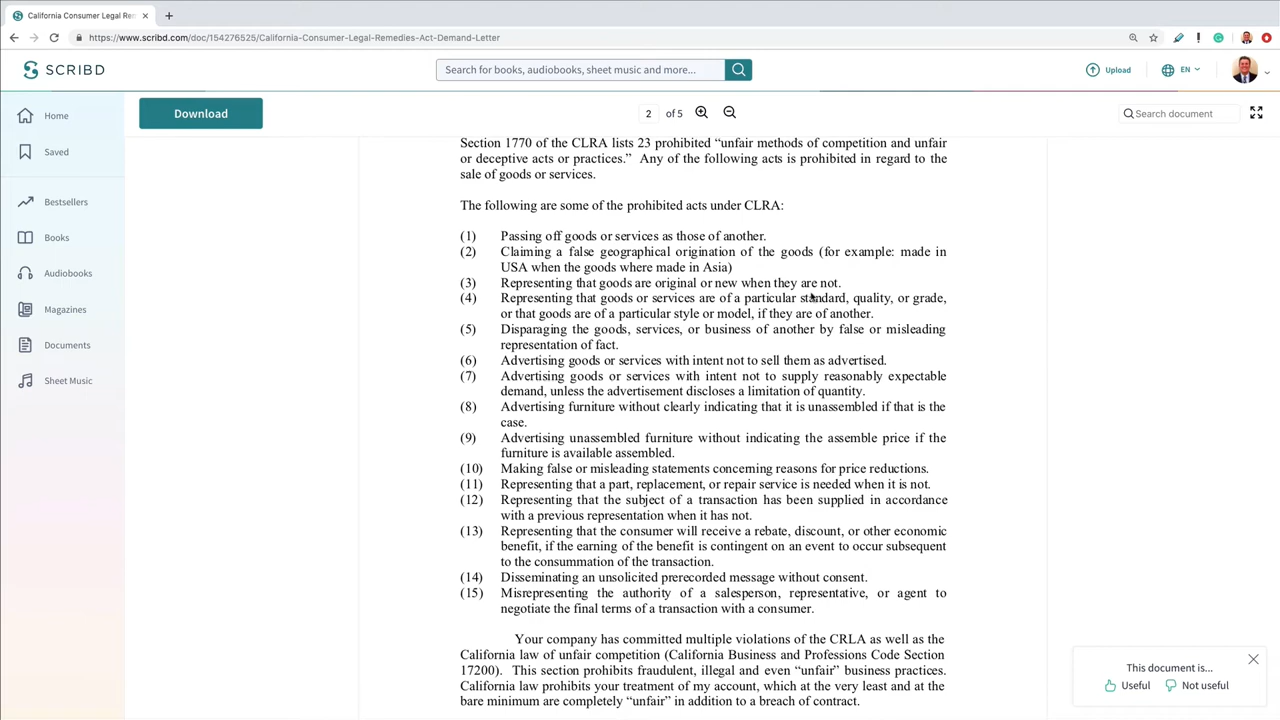 California Consumer Legal Rem
https://www.scribd.com/doc/154276525/California-Consumer-Legal-Remedies-Act-Demand-Letter
SCRIBD
Search for books, audiobooks, sheet music and more...
Upload
EN
Home
Saved
Bestsellers
Books
Audiobooks
Magazines
Documents
Sheet Music
Download
2 of 5
Search document
Section 1770 of the CLRA lists 23 prohibited “unfair methods of competition and unfair
or deceptive acts or practices.” Any of the following acts is prohibited in regard to the
sale of goods or services.
The following are some of the prohibited acts under CLRA:
(1) Passing off goods or services as those of another.
(2) Claiming a false geographical origination of the goods (for example: made in
USA when the goods where made in Asia)
(3) Representing that goods are original or new when they are not.
(4) Representing that goods or services are of a particular standard, quality, or grade,
or that goods are of a particular style or model, if they are of another.
(5) Disparaging the goods, services, or business of another by false or misleading
representation of fact.
(6) Advertising goods or services with intent not to sell them as advertised.
(7) Advertising goods or services with intent not to supply reasonably expectable
demand, unless the advertisement discloses a limitation of quantity.
(8) Advertising furniture without clearly indicating that it is unassembled if that is the
case.
(9) Advertising unassembled furniture without indicating the assemble price if the
furniture is available assembled.
(10) Making false or misleading statements concerning reasons for price reductions.
(11) Representing that a part, replacement, or repair service is needed when it is not.
(12) Representing that the subject of a transaction has been supplied in accordance
with a previous representation when it has not.
(13) Representing that the consumer will receive a rebate, discount, or other economic
benefit, if the earning of the benefit is contingent on an event to occur subsequent
to the consummation of the transaction.
(14) Disseminating an unsolicited prerecorded message without consent.
(15) Misrepresenting the authority of a salesperson, representative, or agent to
negotiate the final terms of a transaction with a consumer.
Your company has committed multiple violations of the CRLA as well as the
California law of unfair competition (California Business and Professions Code Section
17200). This section prohibits fraudulent, illegal and even “unfair” business practices.
California law prohibits your treatment of my account, which at the very least and at the
bare minimum are completely “unfair” in addition to a breach of contract.
This document is...
Useful
Not useful